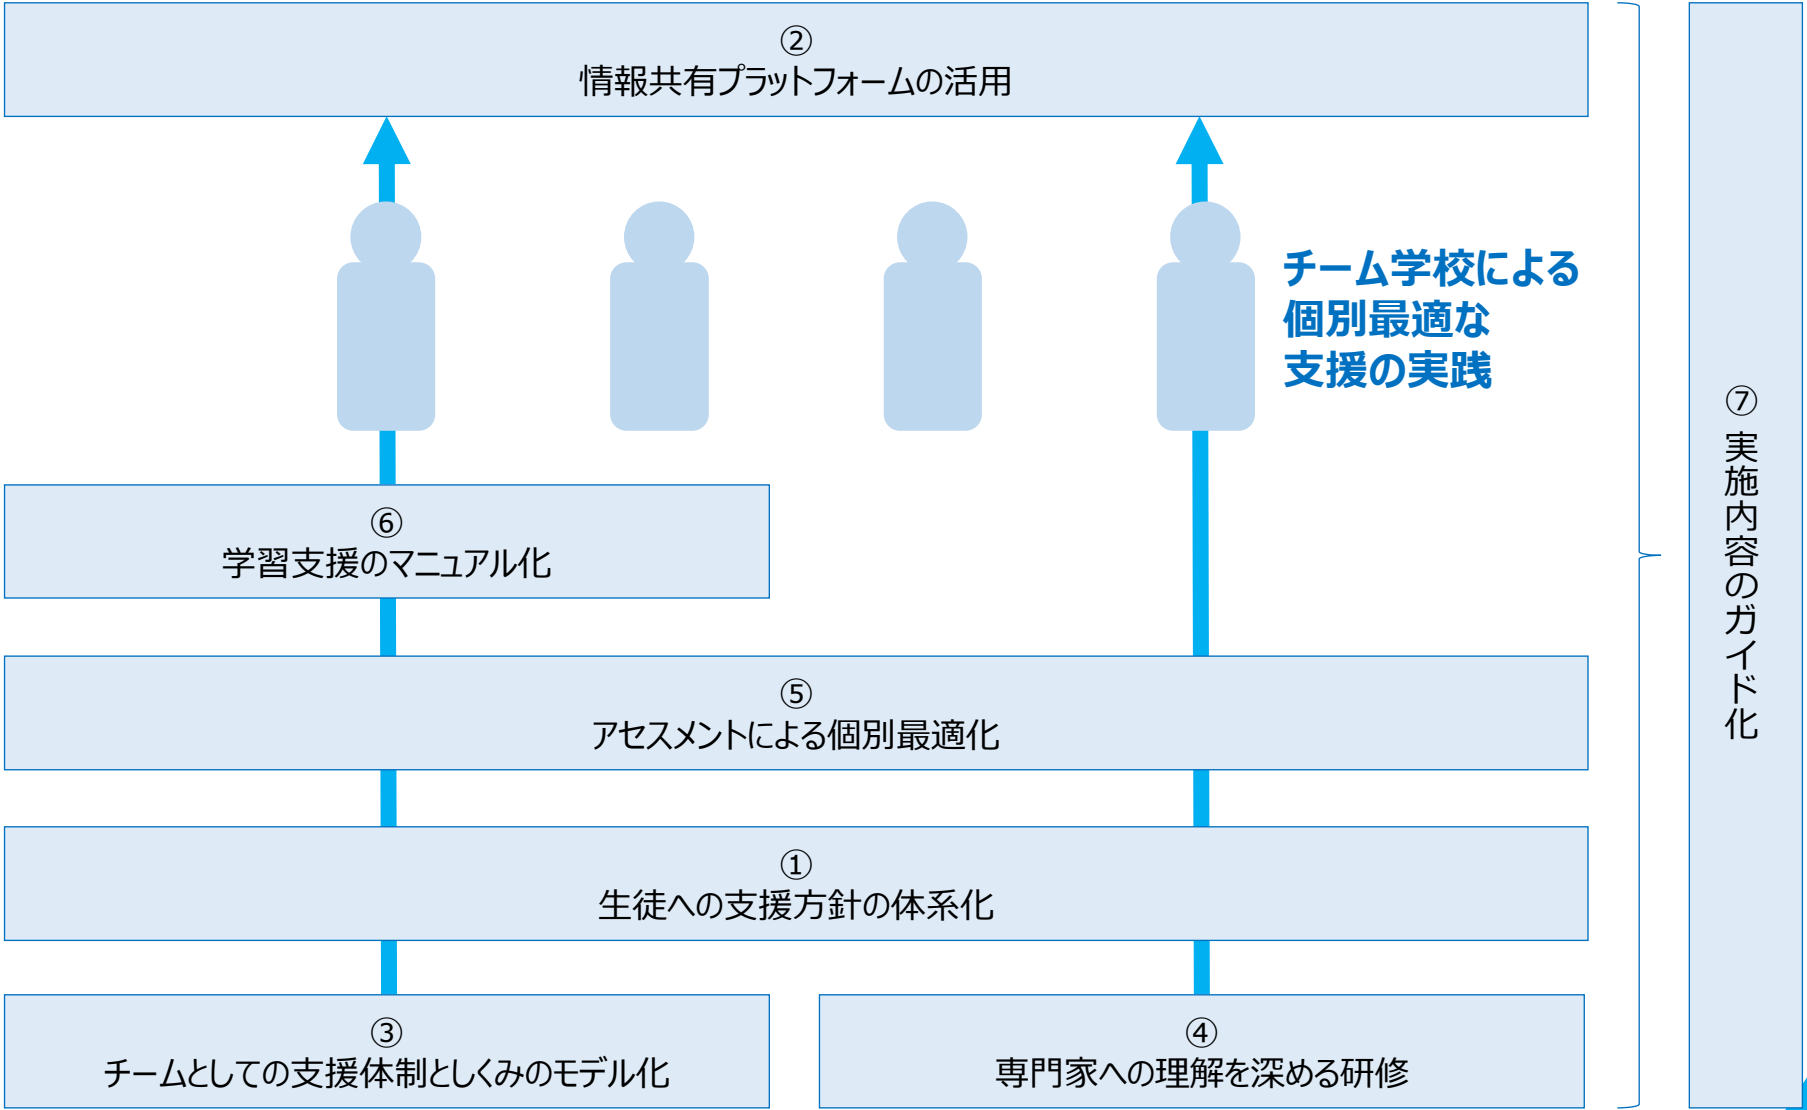 ②
情報共有プラットフォームの活用
チーム学校による
個別最適な
支援の実践
⑥
学習支援のマニュアル化
⑤
アセスメントによる個別最適化
①
生徒への支援方針の体系化
③
チームとしての支援体制としくみのモデル化
④
専門家への理解を深める研修
⑦ 実施内容のガイド化